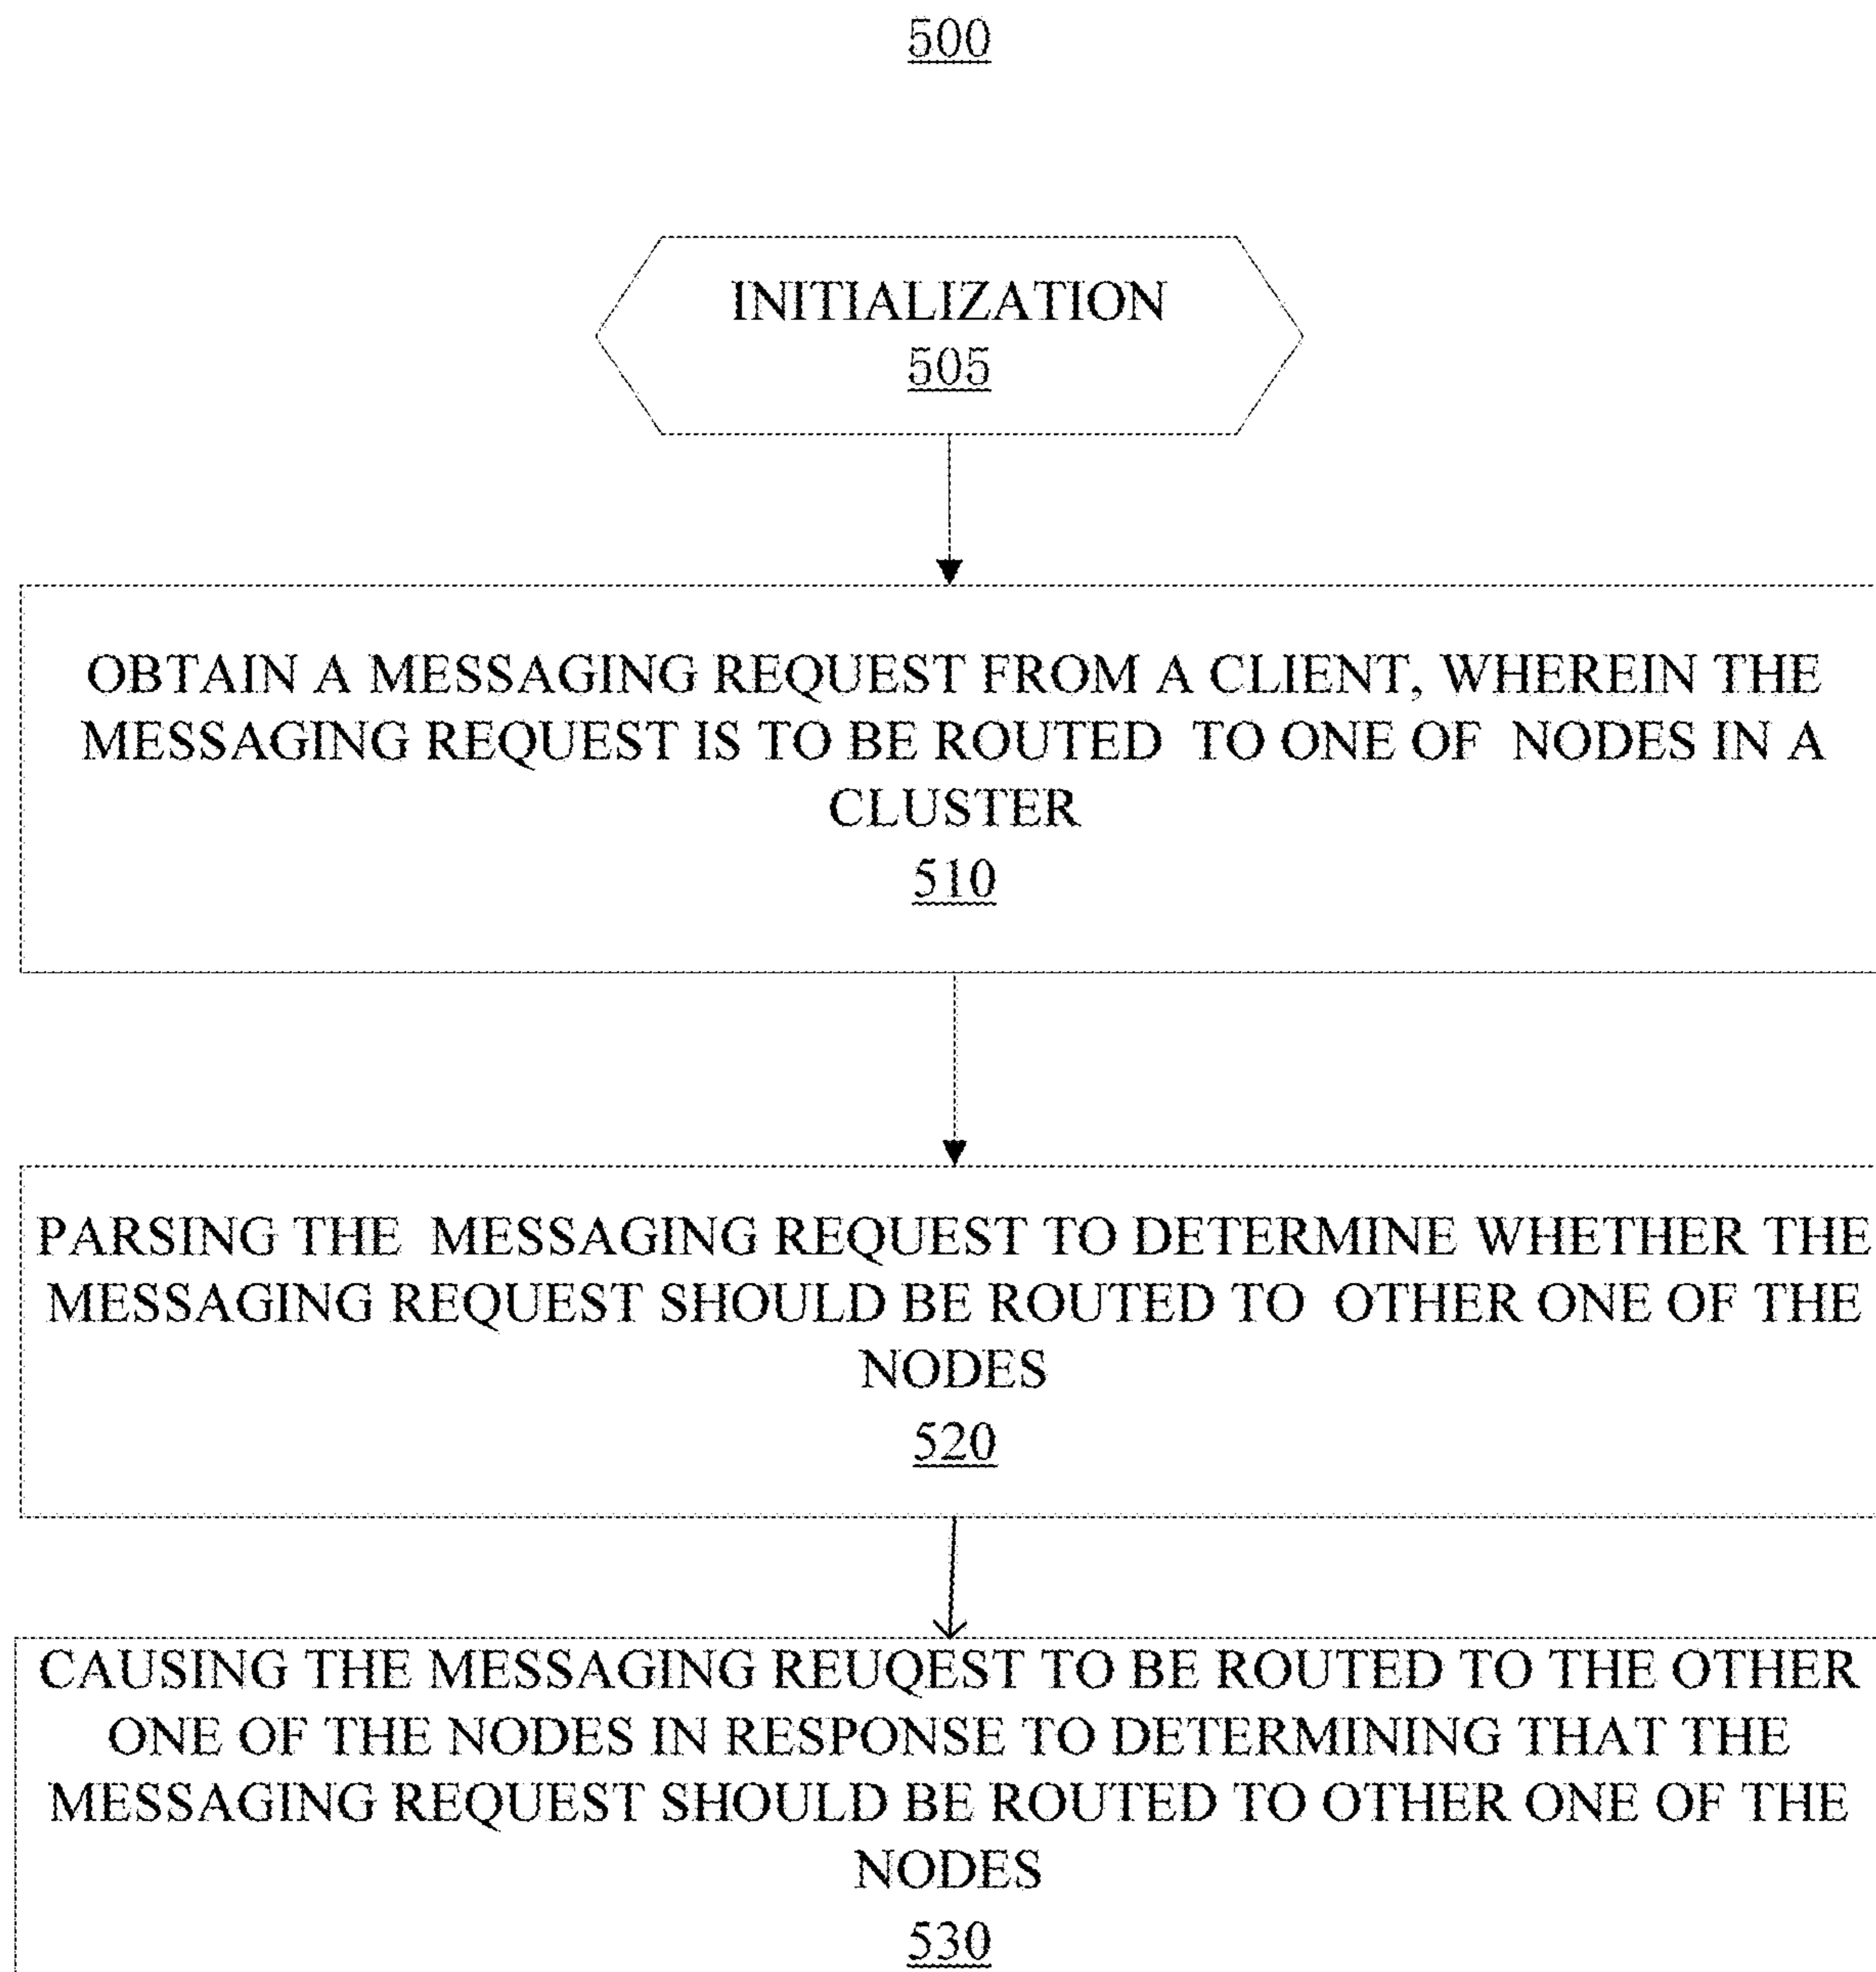 500
INITIALIZATION
505
OBTAIN A MESSAGING REQUEST FROM A CLIENT, WHEREIN THE
MESSAGING REQUEST IS TO BE ROUTED TO ONE OF NODES IN A
CLUSTER
510
PARSING THE MESSAGING REQUEST TO DETERMINE WHETHER THE
MESSAGING REQUEST SHOULD BE ROUTED TO OTHER ONE OF THE
NODES
520
CAUSING THE MESSAGING REUQEST TO BE ROUTED TO THE OTHER
ONE OF THE NODES IN RESPONSE TO DETERMINING THAT THE
MESSAGING REQUEST SHOULD BE ROUTED TO OTHER ONE OF THE
NODES
530